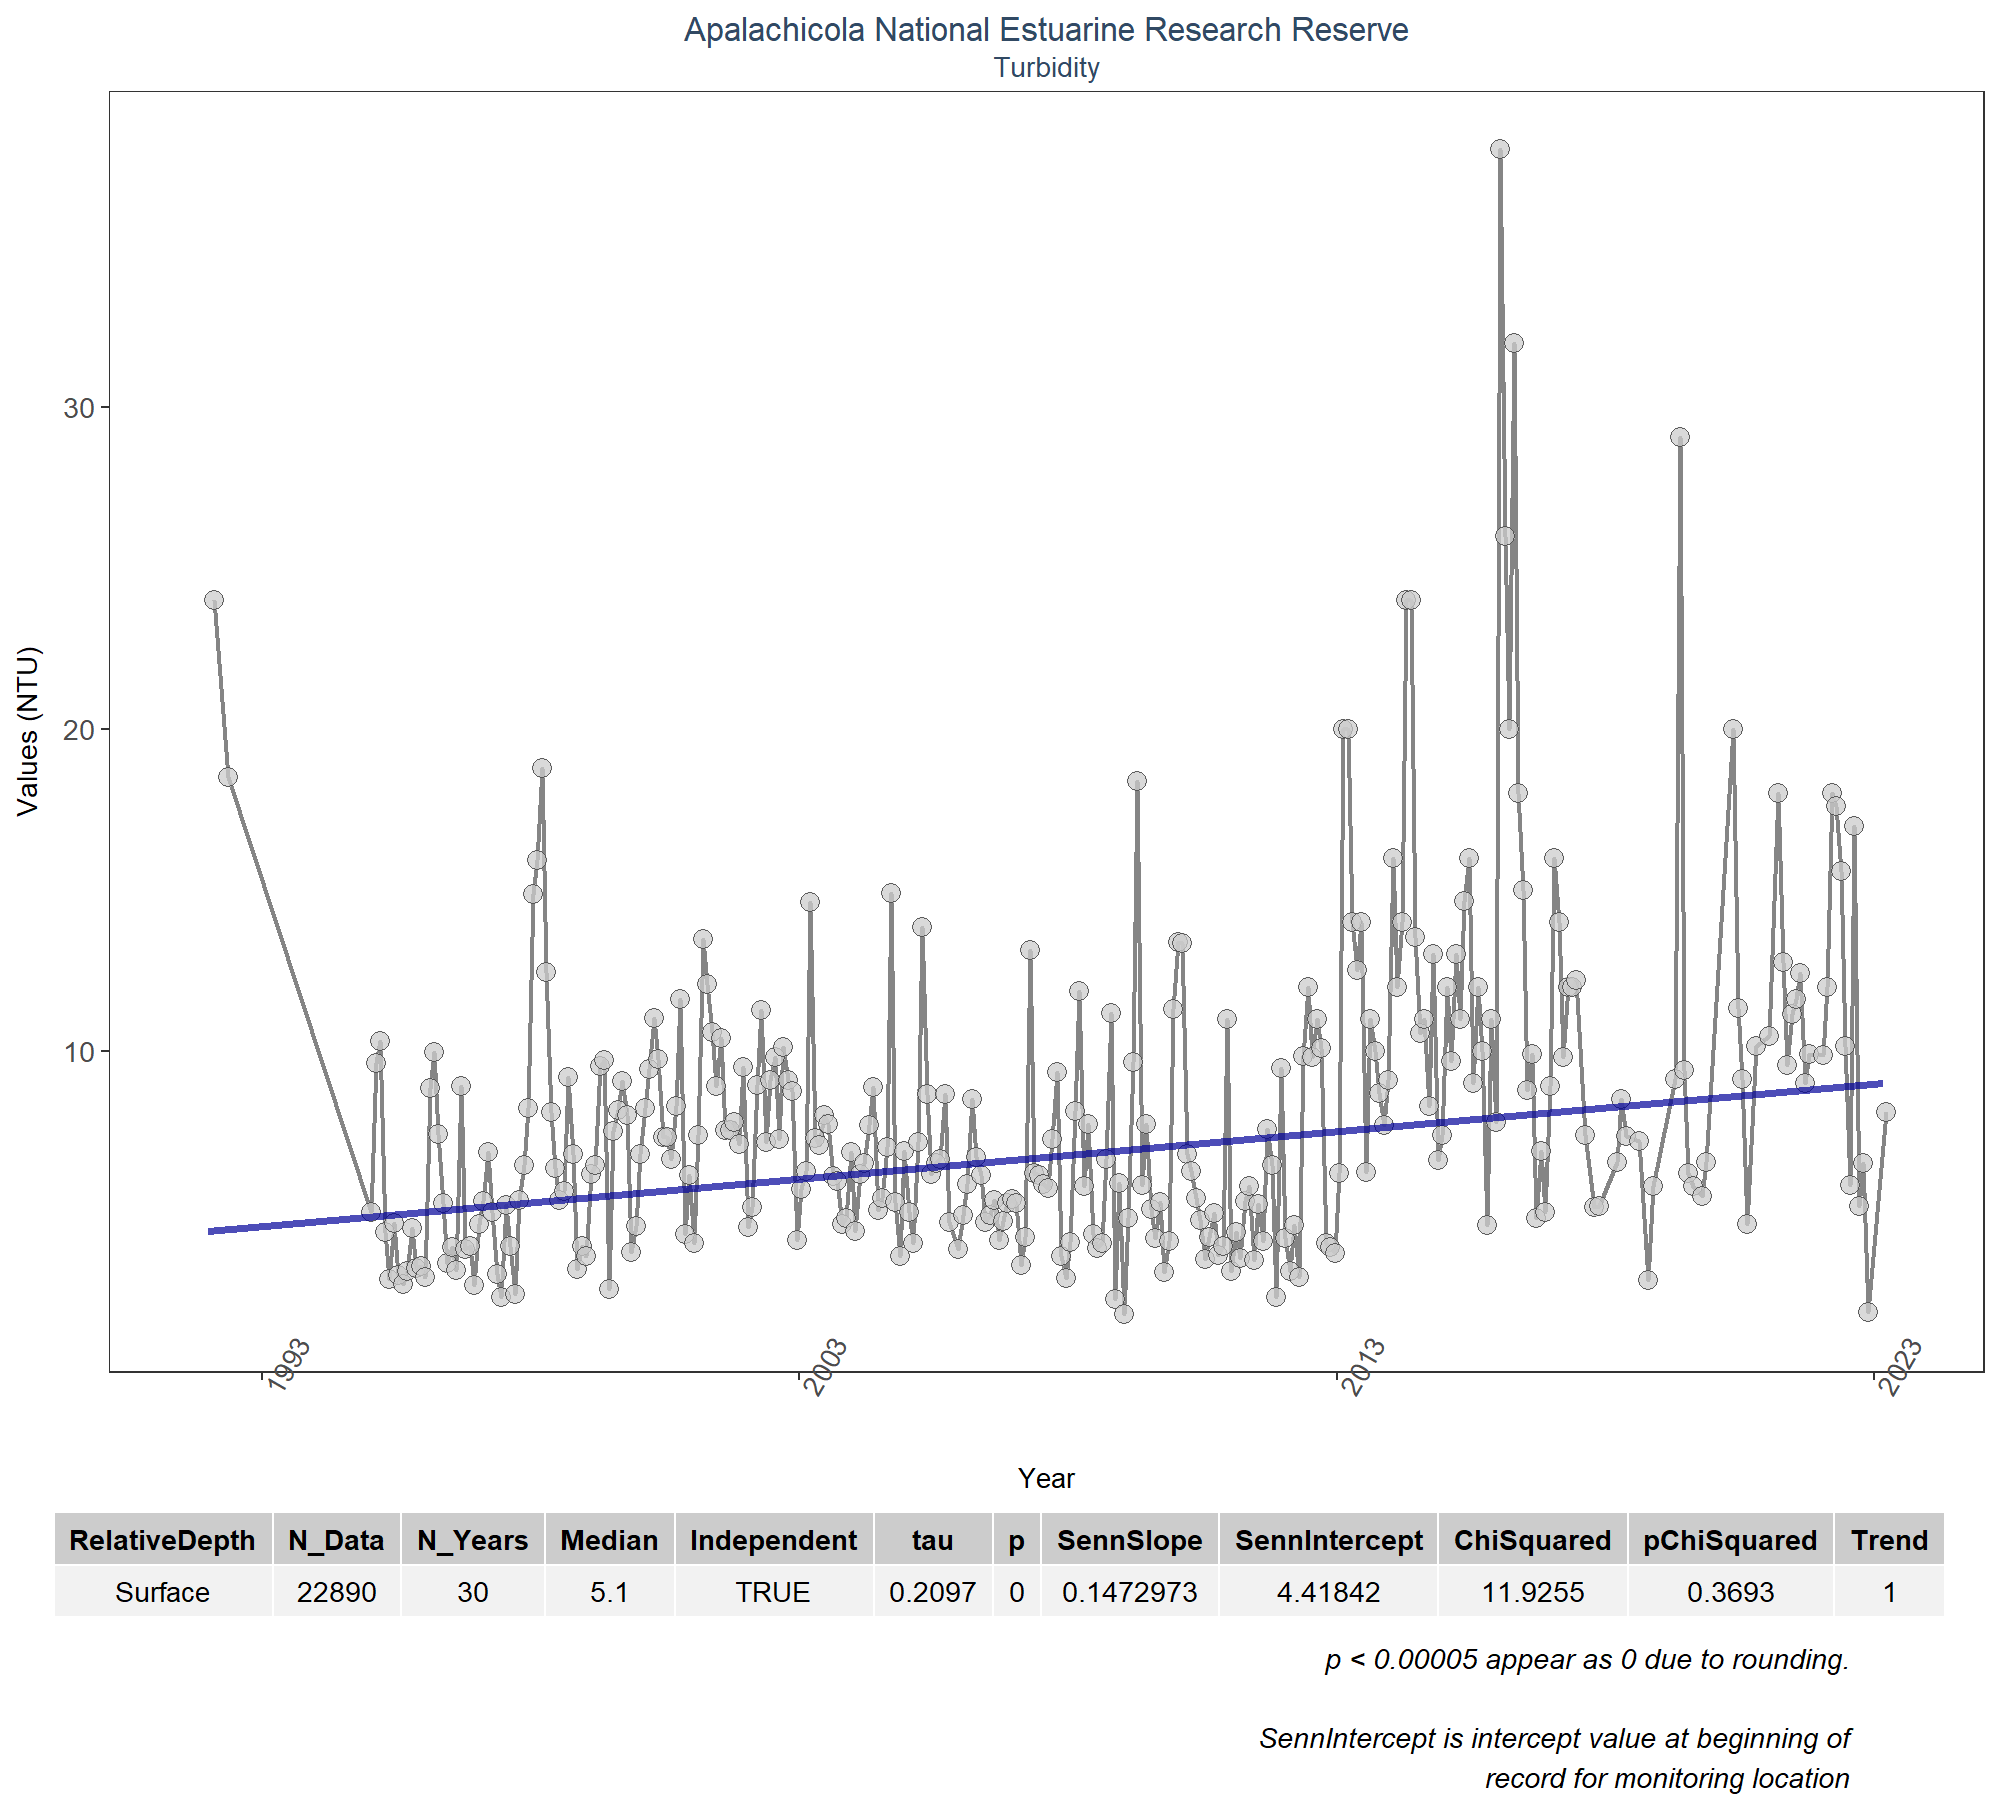 Apalachicola National Estuarine Research Reserve
Turbidity
Values (NTU)
30
20
10
1993
2003
2013
2023
Year
RelativeDepth N_Data N_Years Median Independent tau p SennSlope SennIntercept ChiSquared pChiSquared Trend
Surface 22890 30 5.1 TRUE 0.2097 0 0.1472973 4.41842 11.9255 0.3693 1
p < 0.00005 appear as 0 due to rounding.
SennIntercept is intercept value at beginning of
record for monitoring location